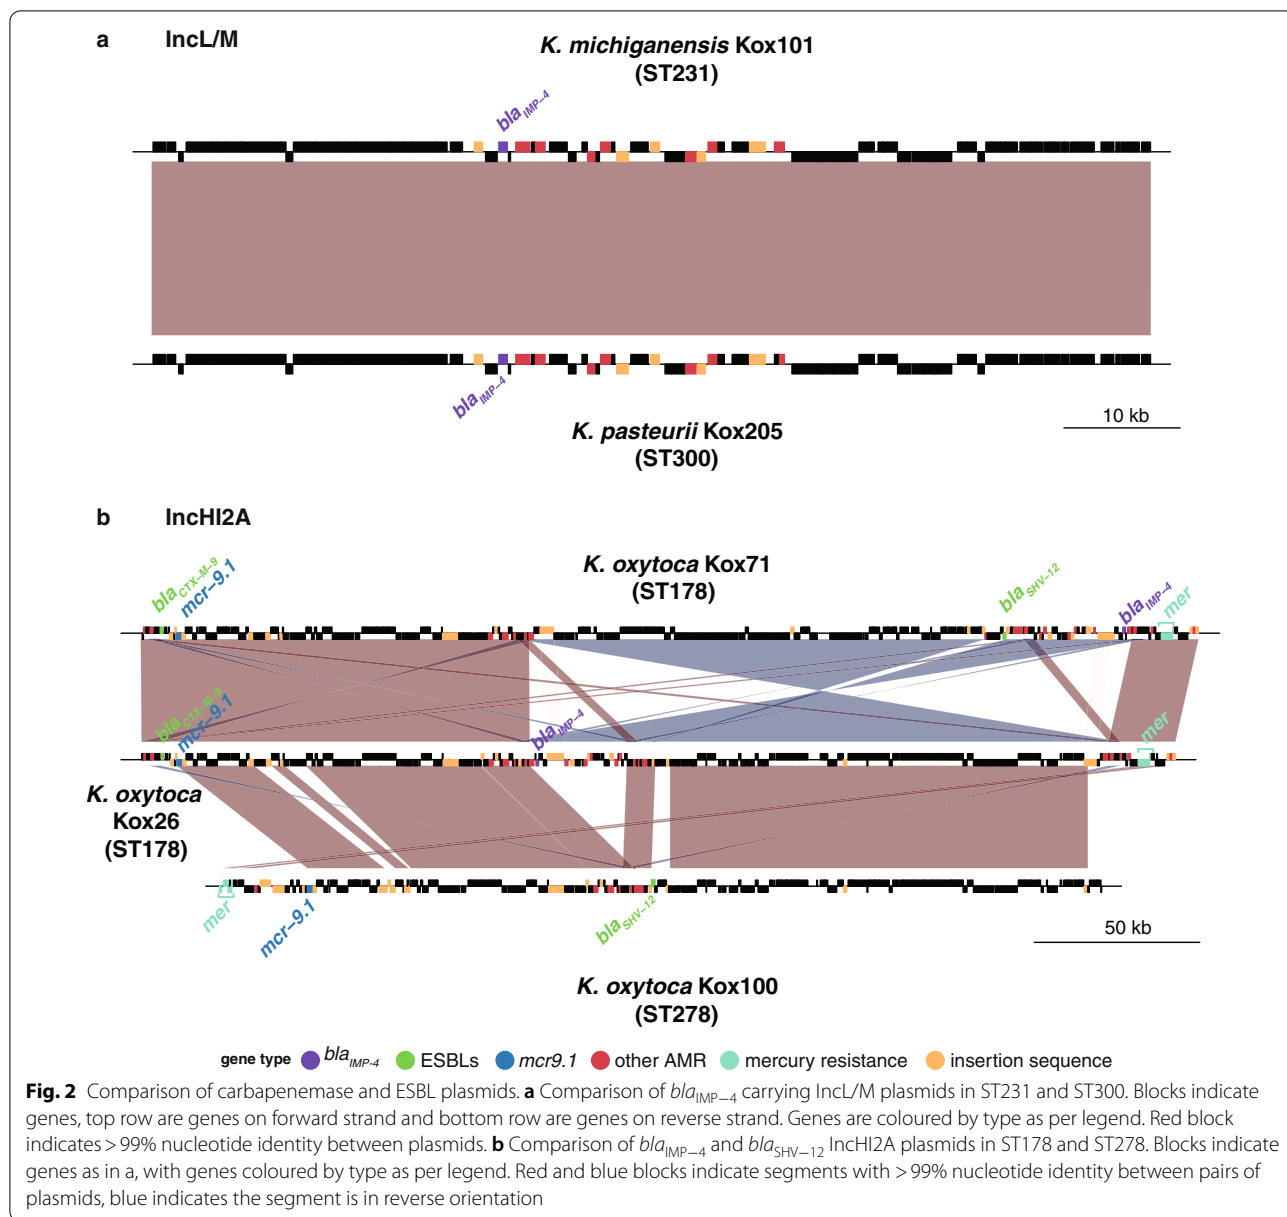 a IncL/M
K. michiganensis Kox101
(ST231)
bla IMP–4
bla IMP–4
10 kb
K. pasteurii Kox205
(ST300)
b IncHI2A
K. oxytoca Kox71
(ST178)
bla CTX–M–9
mcr–9.1
bla SHV–12
bla IMP–4
mer
bla CTX–M–9
mcr–9.1
bla IMP–4
mer
K. oxytoca
Kox26
(ST178)
mer
mcr–9.1
bla SHV–12
50 kb
K. oxytoca Kox100
(ST278)
gene type bla IMP-4 ESBLs mcr9.1 other AMR mercury resistance insertion sequence
Fig. 2 Comparison of carbapenemase and ESBL plasmids. a Comparison of bla IMP−4 carrying IncL/M plasmids in ST231 and ST300. Blocks indicate
genes, top row are genes on forward strand and bottom row are genes on reverse strand. Genes are coloured by type as per legend. Red block
indicates > 99% nucleotide identity between plasmids. b Comparison of bla IMP−4 and bla SHV−12 IncHI2A plasmids in ST178 and ST278. Blocks indicate
genes as in a, with genes coloured by type as per legend. Red and blue blocks indicate segments with > 99% nucleotide identity between pairs of
plasmids, blue indicates the segment is in reverse orientation